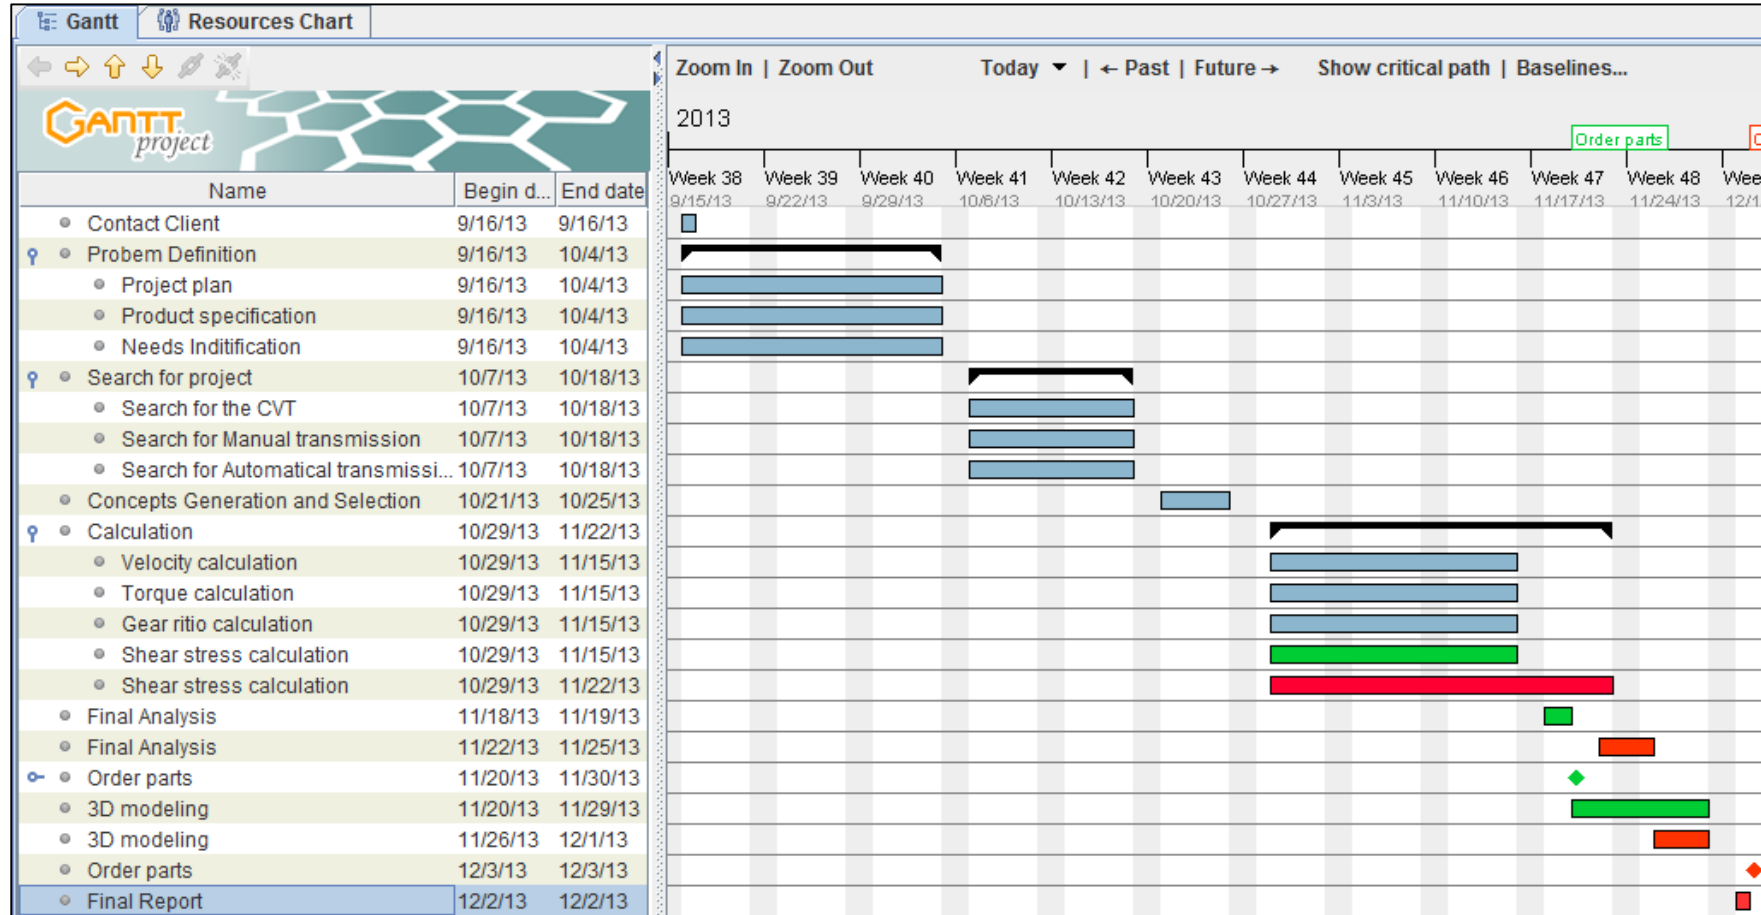 Gantt Resources Chart
Zoom In | Zoom Out Today ▼ | ← Past | Future → Show critical path | Baselines...
GANTT project
2013
Order parts
Name Begin d... End date
Week 38 Week 39 Week 40 Week 41 Week 42 Week 43 Week 44 Week 45 Week 46 Week 47 Week 48 Wee
9/15/13 9/22/13 9/29/13 10/6/13 10/13/13 10/20/13 10/27/13 11/3/13 11/10/13 11/17/13 11/24/13 12/1
Contact Client 9/16/13 9/16/13
Probem Definition 9/16/13 10/4/13
Project plan 9/16/13 10/4/13
Product specification 9/16/13 10/4/13
Needs Inditification 9/16/13 10/4/13
Search for project 10/7/13 10/18/13
Search for the CVT 10/7/13 10/18/13
Search for Manual transmission 10/7/13 10/18/13
Search for Automatical transmissi... 10/7/13 10/18/13
Concepts Generation and Selection 10/21/13 10/25/13
Calculation 10/29/13 11/22/13
Velocity calculation 10/29/13 11/15/13
Torque calculation 10/29/13 11/15/13
Gear ritio calculation 10/29/13 11/15/13
Shear stress calculation 10/29/13 11/15/13
Shear stress calculation 10/29/13 11/22/13
Final Analysis 11/18/13 11/19/13
Final Analysis 11/22/13 11/25/13
Order parts 11/20/13 11/30/13
3D modeling 11/20/13 11/29/13
3D modeling 11/26/13 12/1/13
Order parts 12/3/13 12/3/13
Final Report 12/2/13 12/2/13